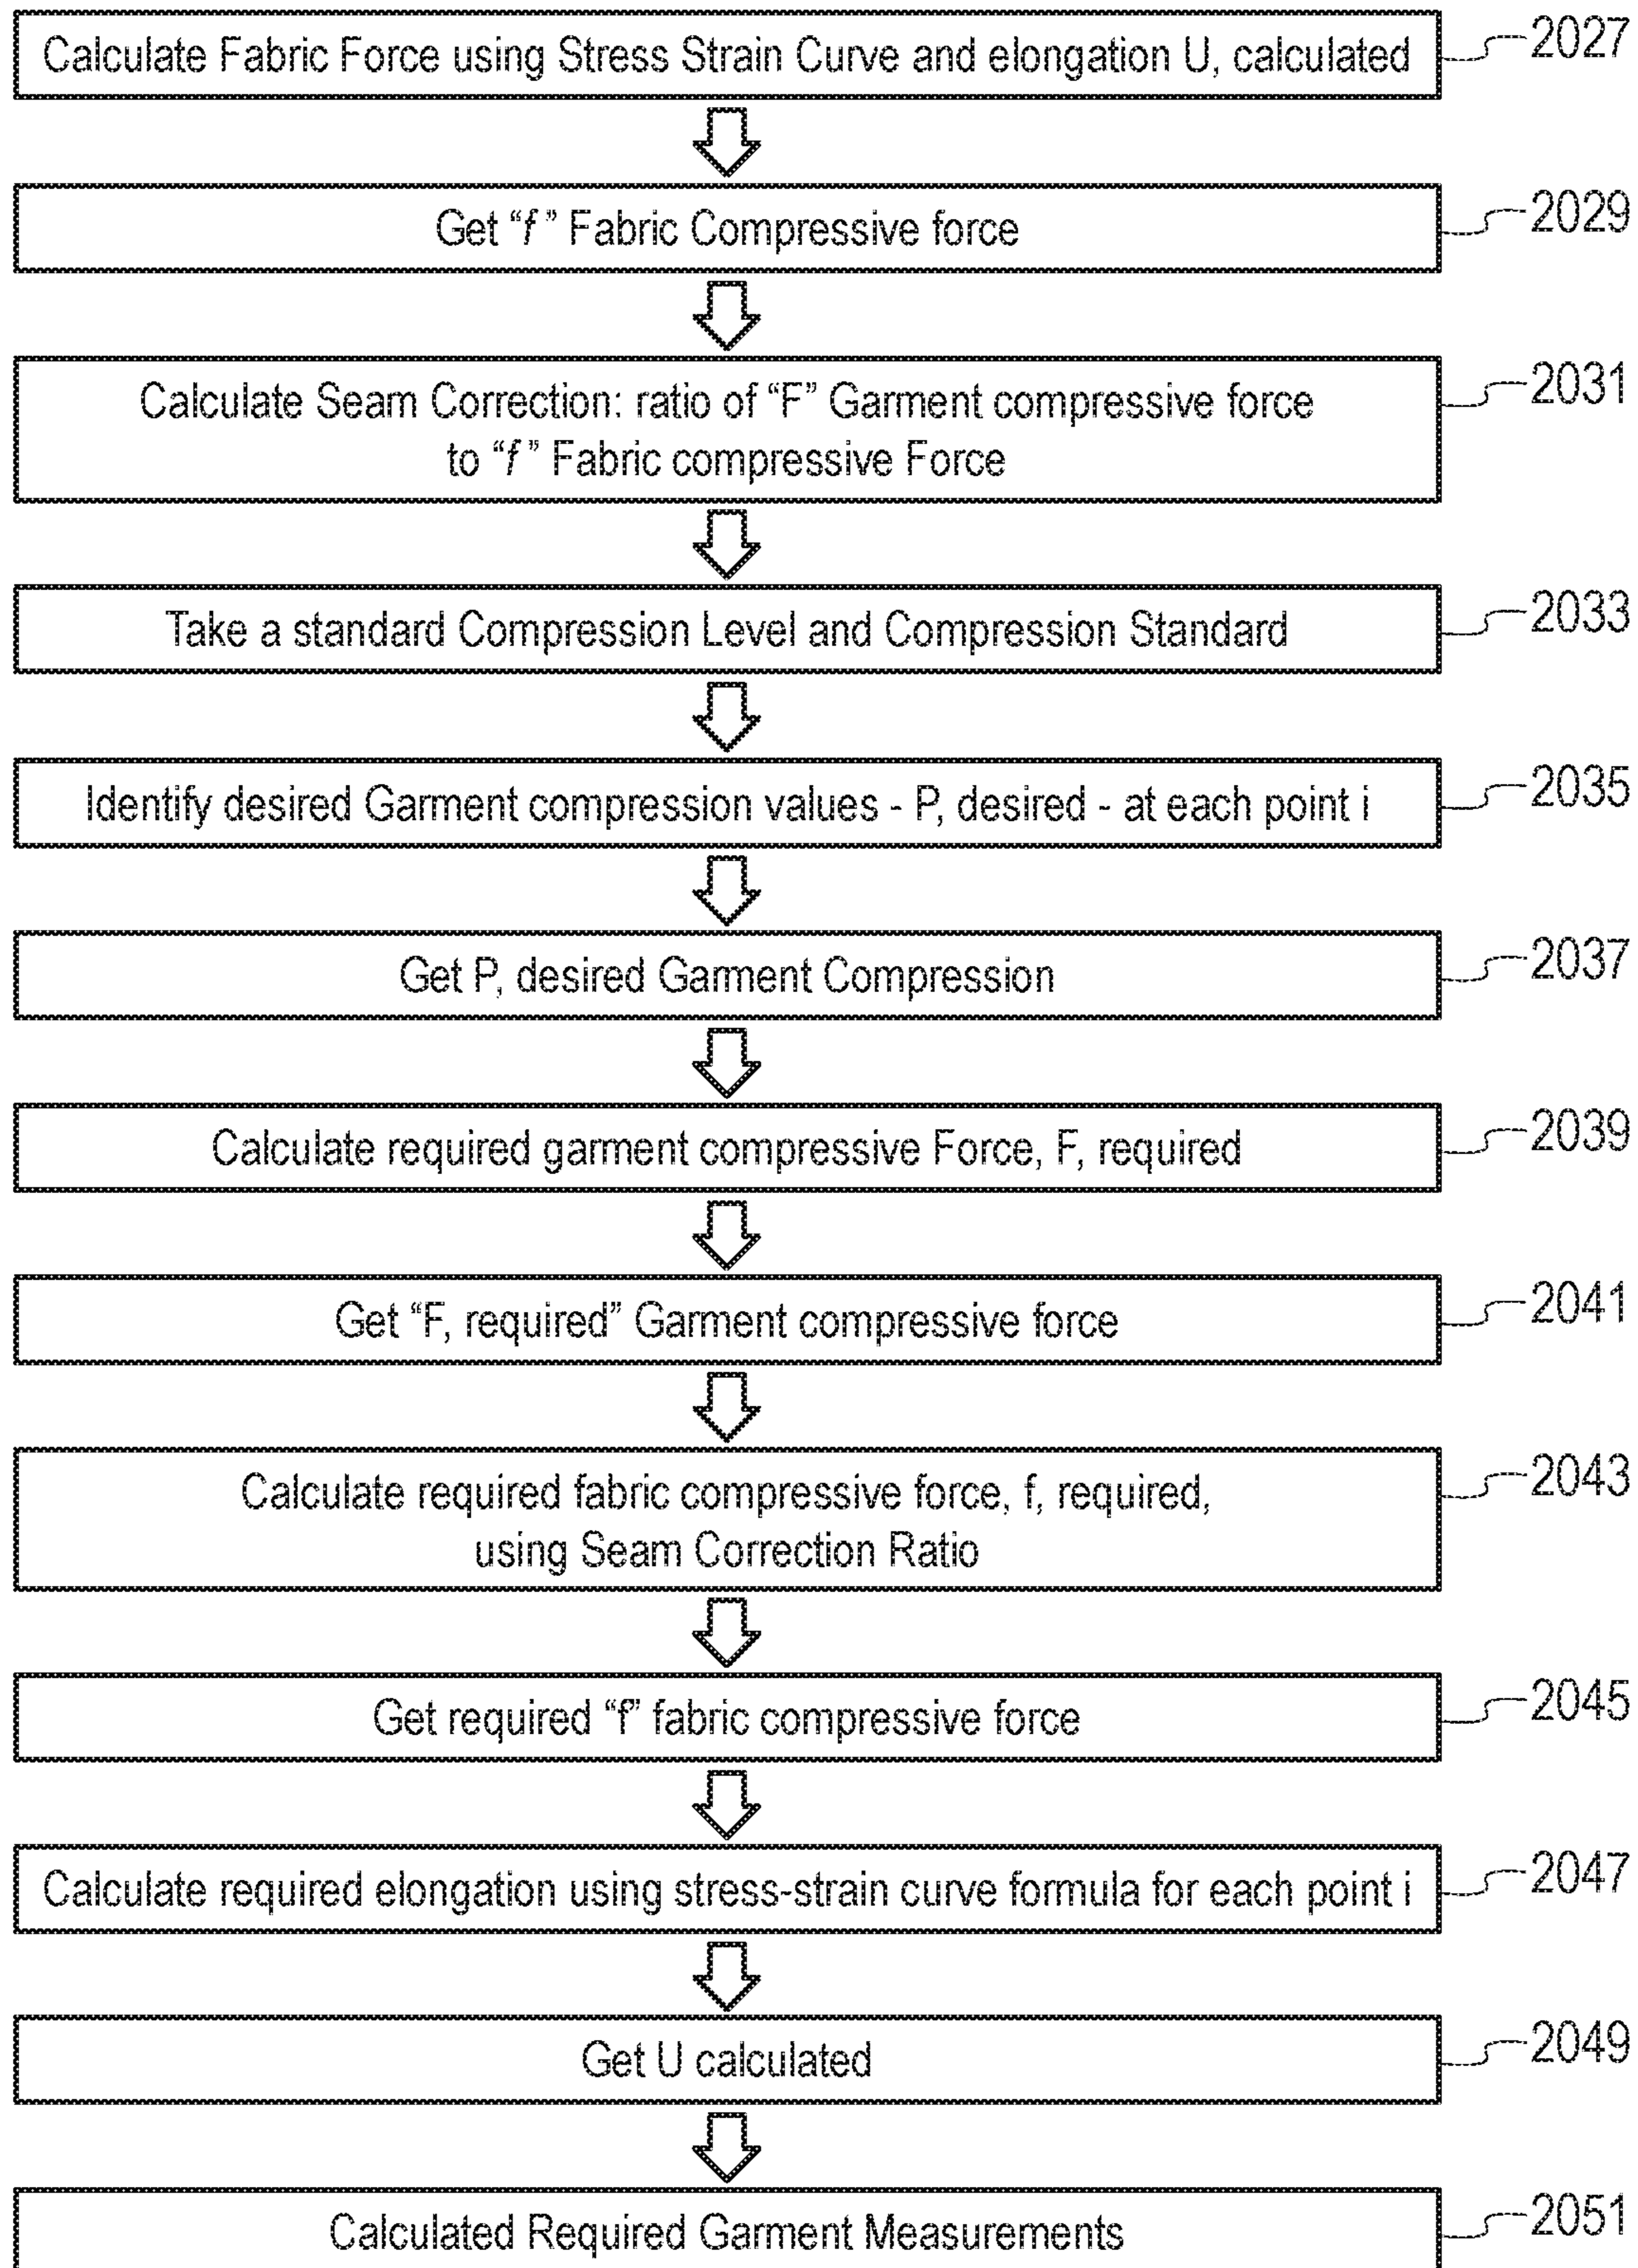 Calculate Fabric Force using Stress Strain Curve and elongation U, calculated
2027
Get “f” Fabric Compressive force
2029
Calculate Seam Correction: ratio of “F” Garment compressive force
to “f” Fabric compressive Force
2031
Take a standard Compression Level and Compression Standard
2033
Identify desired Garment compression values - P, desired - at each point i
2035
Get P, desired Garment Compression
2037
Calculate required garment compressive Force, F, required
2039
Get “F, required” Garment compressive force
2041
Calculate required fabric compressive force, f, required,
using Seam Correction Ratio
2043
Get required “f” fabric compressive force
2045
Calculate required elongation using stress-strain curve formula for each point i
2047
Get U calculated
2049
Calculated Required Garment Measurements
2051